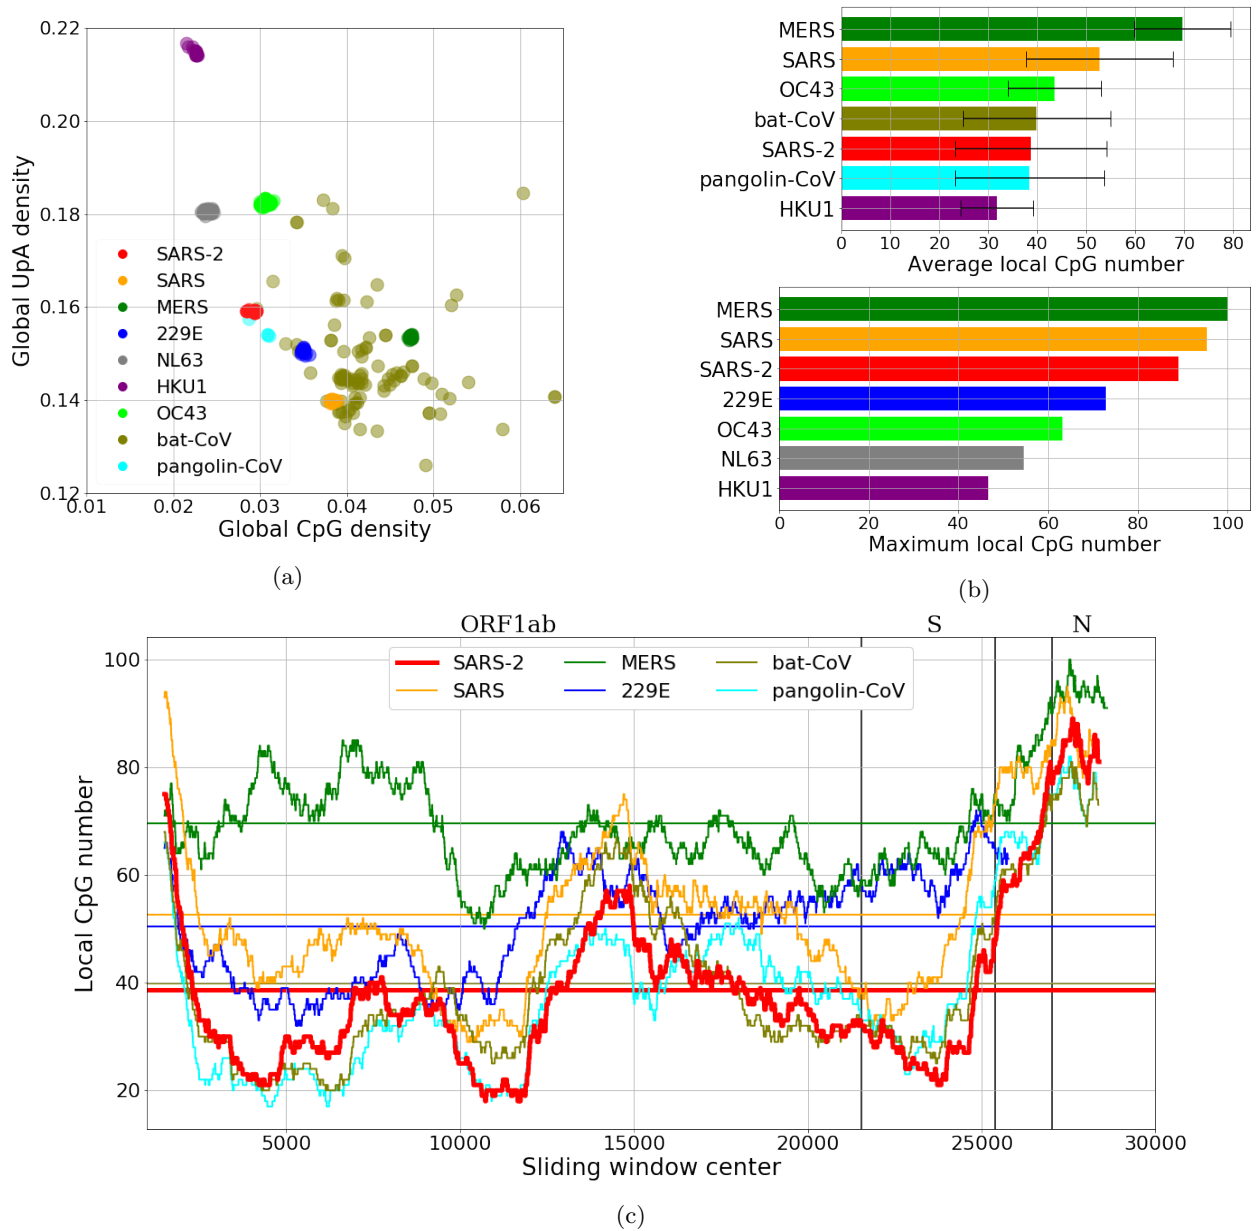 0.22
0.20
0.18
0.16
0.14
0.12
Global UpA density
SARS-2
SARS
MERS
229E
NL63
HKU1
OC43
bat-CoV
pangolin-CoV
0.01 0.02 0.03 0.04 0.05 0.06
Global CpG density
(a)
MERS
SARS
OC43
bat-CoV
SARS-2
pangolin-CoV
HKU1
0 10 20 30 40 50 60 70 80
Average local CpG number
MERS
SARS
SARS-2
229E
OC43
NL63
HKU1
0 20 40 60 80 100
Maximum local CpG number
(b)
ORF1ab S N
SARS-2 MERS bat-CoV
SARS 229E pangolin-CoV
100
80
60
40
20
Local CpG number
5000 10000 15000 20000 25000 30000
Sliding window center
(c)